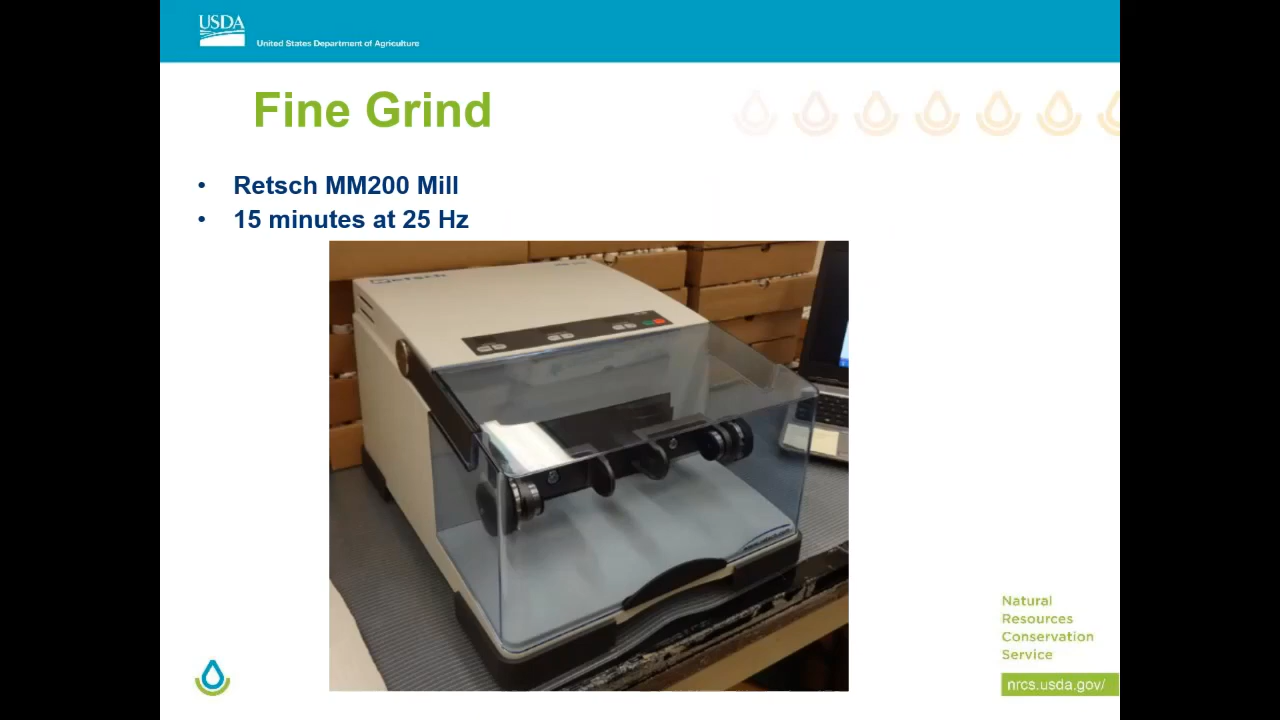 USDA
United States Department of Agriculture
Fine Grind
• Retsch MM200 Mill
• 15 minutes at 25 Hz
Natural
Resources
Conservation
Service
nrcs.usda.gov/